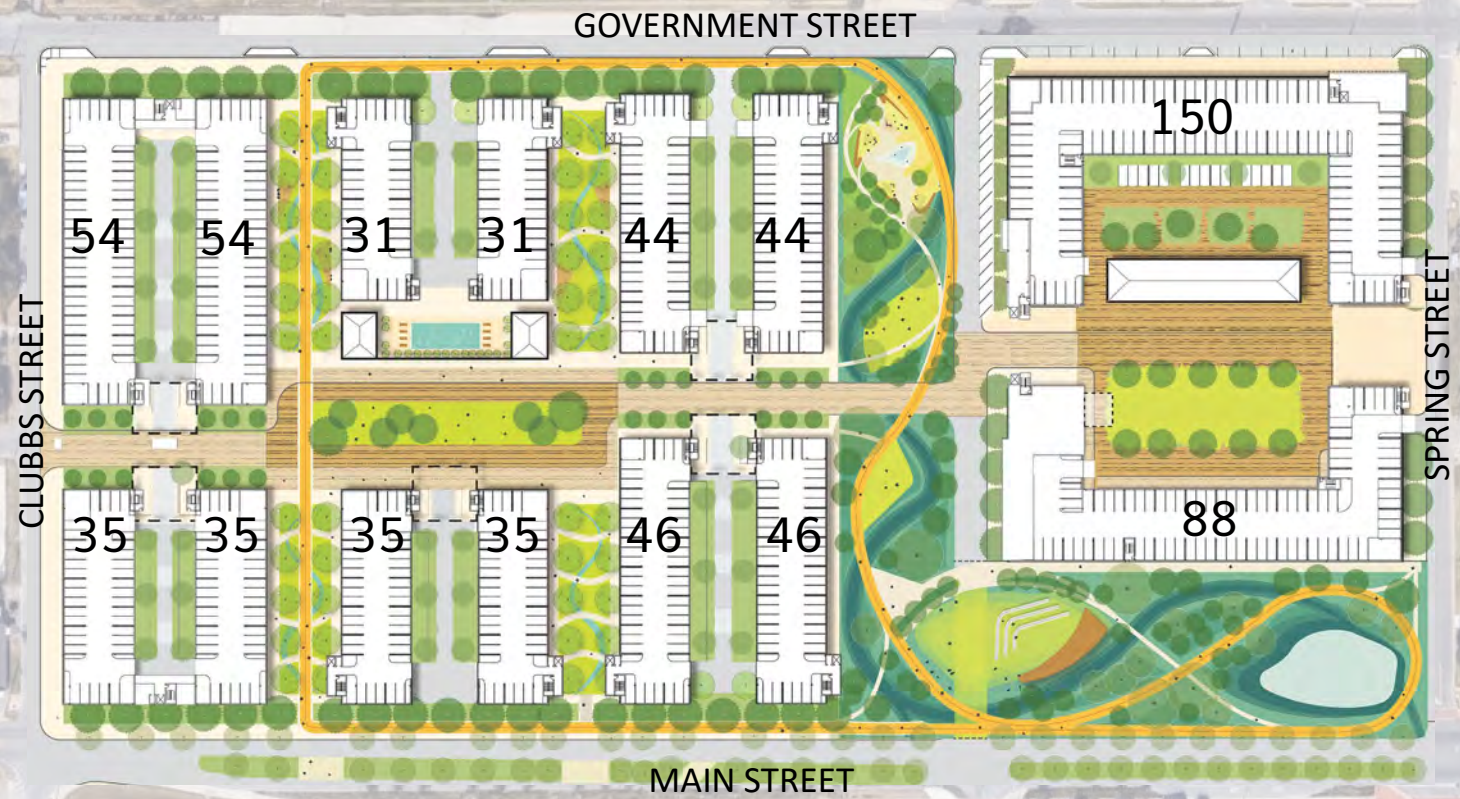 GOVERNMENT STREET
150
54 54 31 31 44 44
CLUBBS STREET
SPRING STREET
35 35 35 35 46 46
88
MAIN STREET